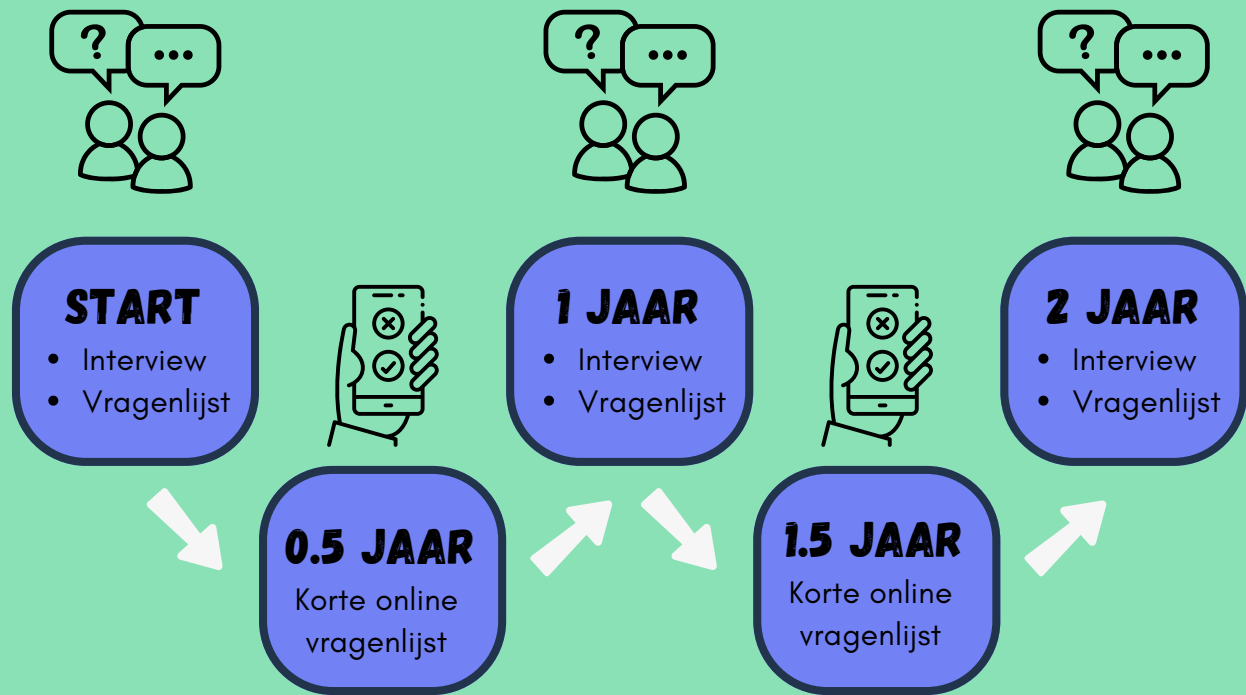 START
• Interview
• Vragenlijst
0.5 JAAR
Korte online
vragenlijst
1 JAAR
• Interview
• Vragenlijst
1.5 JAAR
Korte online
vragenlijst
2 JAAR
• Interview
• Vragenlijst